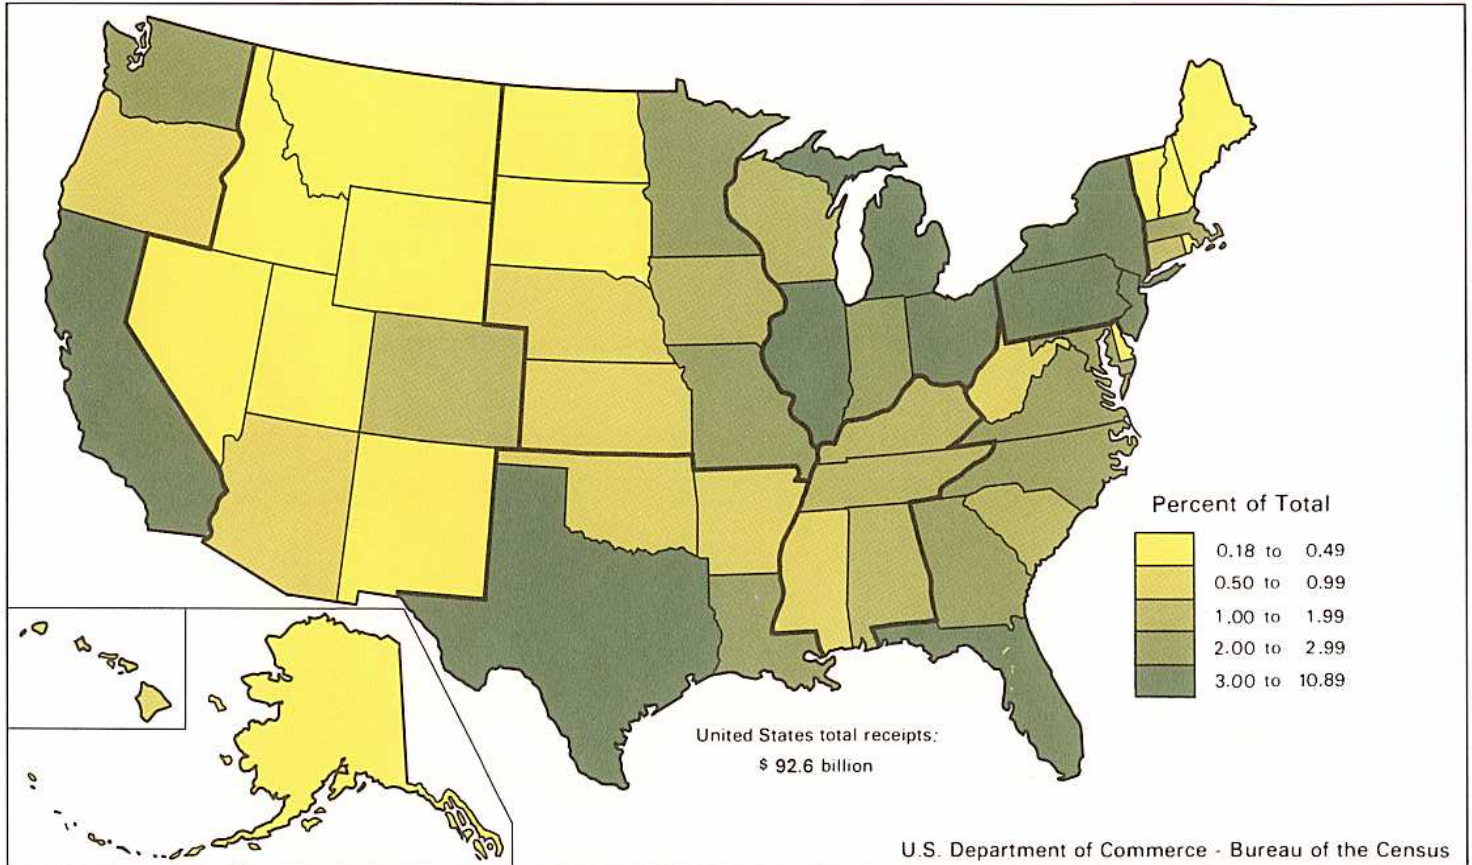 Percent of Total
0.18 to 0.49
0.50 to 0.99
1.00 to 1.99
2.00 to 2.99
3.00 to 10.89
United States total receipts:
$ 92.6 billion
U.S. Department of Commerce - Bureau of the Census